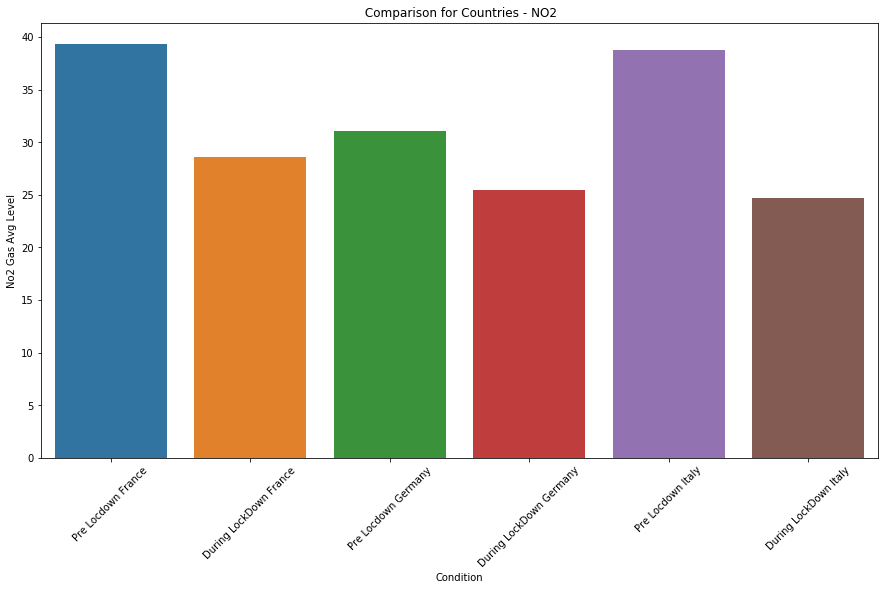 Comparison for Countries - NO2
No2 Gas Avg Level
40
35
30
25
20
15
10
5
0
Pre Locdown France
During LockDown France
Pre Locdown Germany
During LockDown Germany
Pre Locdown Italy
During LockDown Italy
Condition